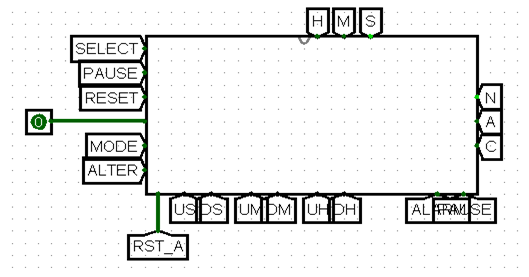 H M S
SELECT
PAUSE
RESET
N
0
A
MODE
C
ALTER
US DS UM DM UH DH
RST_A